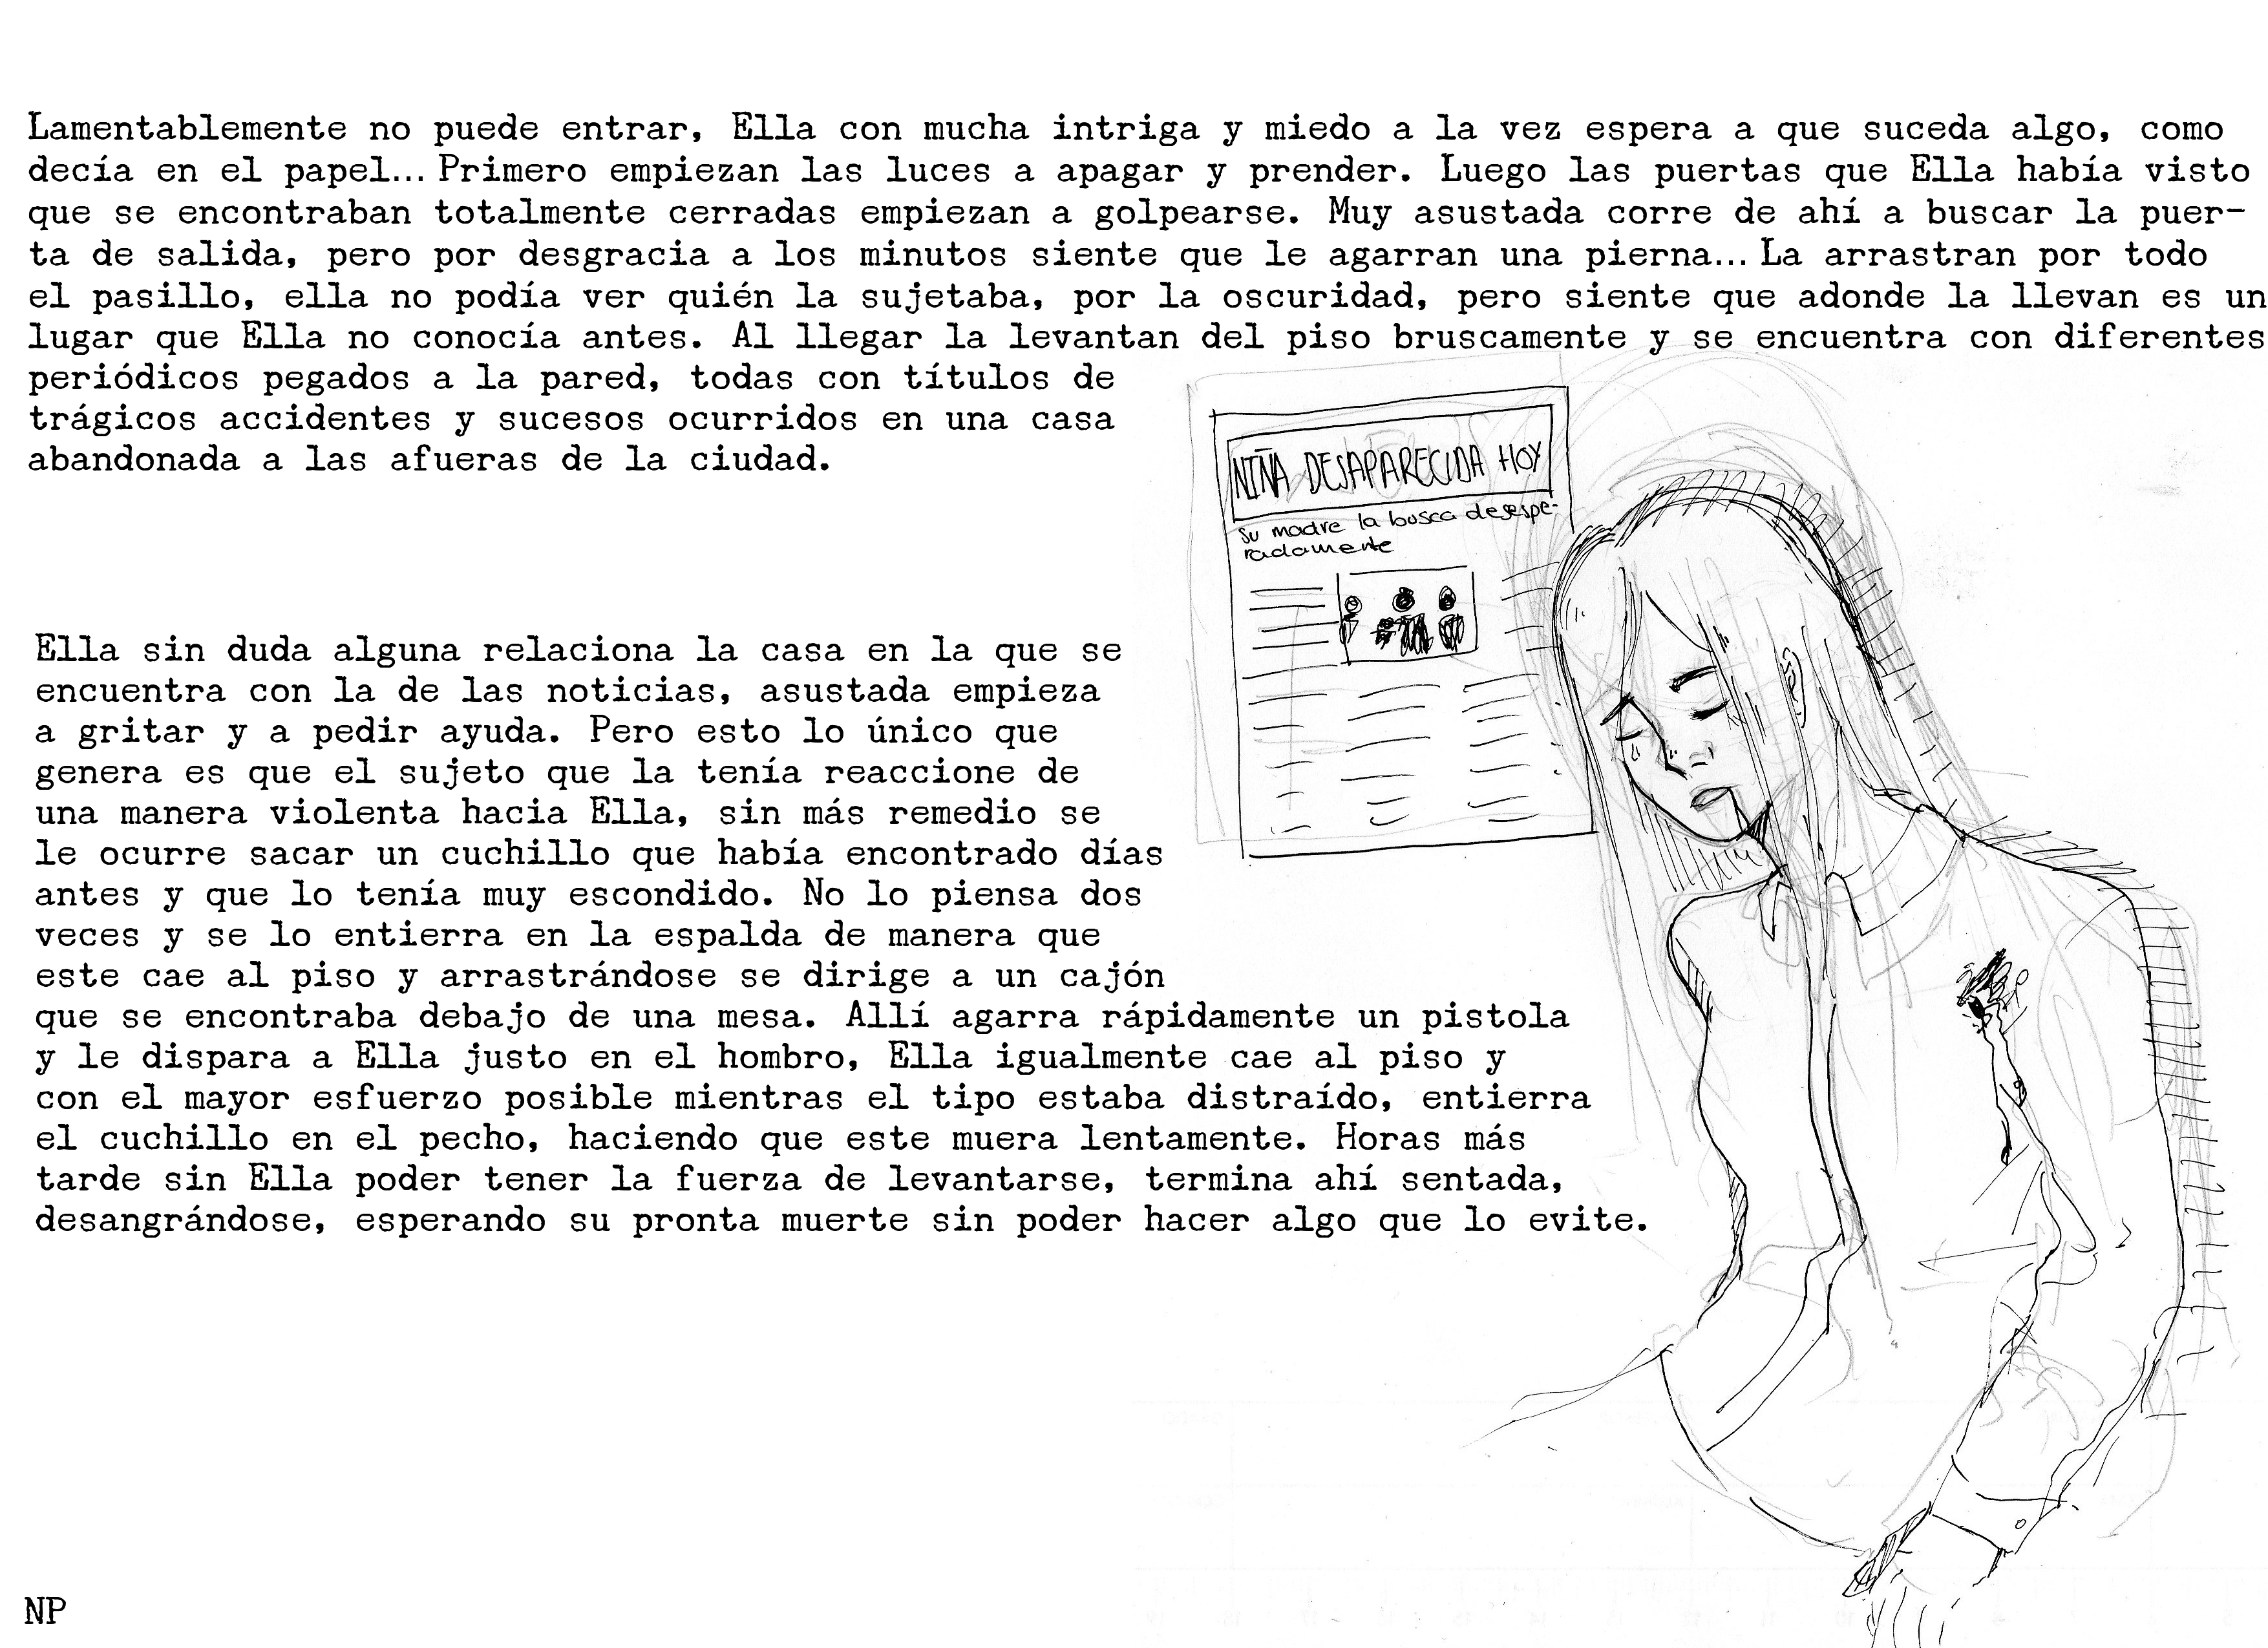 Lamentablemente no puede entrar, Ella con mucha intriga y miedo a la vez espera a que suceda algo, como
decía en el papel... Primero empiezan las luces a apagar y prender. Luego las puertas que Ella había visto
que se encontraban totalmente cerradas empiezan a golpearse. Muy asustada corre de ahí a buscar la puer-
ta de salida, pero por desgracia a los minutos siente que le agarran una pierna... La arrastran por todo
el pasillo, ella no podía ver quién la sujetaba, por la oscuridad, pero siente que adonde la llevan es un
lugar que Ella no conocía antes. Al llegar la levantan del piso bruscamente y se encuentra con diferentes
periódicos pegados a la pared, todas con títulos de
trágicos accidentes y sucesos ocurridos en una casa
abandonada a las afueras de la ciudad.
NIÑA DESAPARECIDA HOY
Su madre la busca desespe-
radamente
Ella sin duda alguna relaciona la casa en la que se
encuentra con la de las noticias, asustada empieza
a gritar y a pedir ayuda. Pero esto lo único que
genera es que el sujeto que la tenía reaccione de
una manera violenta hacia Ella, sin más remedio se
le ocurre sacar un cuchillo que había encontrado días
antes y que lo tenía muy escondido. No lo piensa dos
veces y se lo entierra en la espalda de manera que
este cae al piso y arrastrándose se dirige a un cajón
que se encontraba debajo de una mesa. Allí agarra rápidamente un pistola
y le dispara a Ella justo en el hombro, Ella igualmente cae al piso y
con el mayor esfuerzo posible mientras el tipo estaba distraído, entierra
el cuchillo en el pecho, haciendo que este muera lentamente. Horas más
tarde sin Ella poder tener la fuerza de levantarse, termina ahí sentada,
desangrándose, esperando su pronta muerte sin poder hacer algo que lo evite.
NP